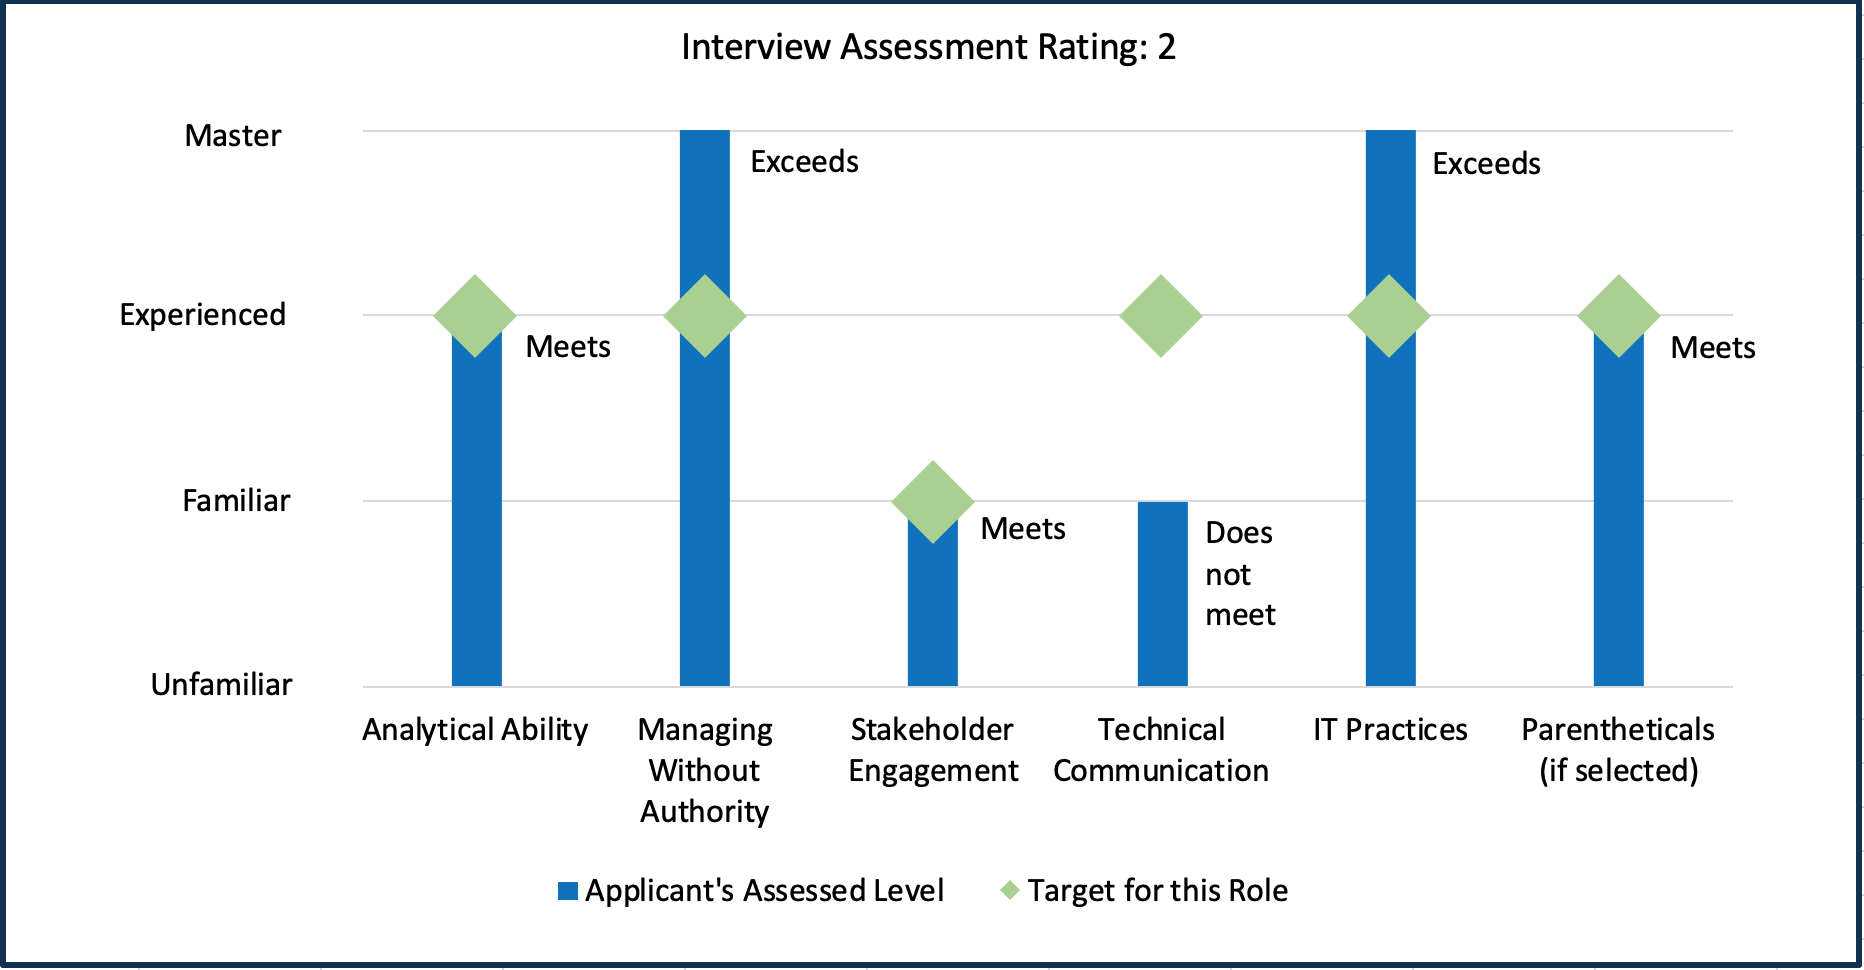 Interview Assessment Rating: 2
Master
Exceeds
Exceeds
Experienced
Meets
Meets
Familiar
Meets
Does
not
meet
Unfamiliar
Analytical Ability
Managing
Without
Authority
Stakeholder
Engagement
Technical
Communication
IT Practices
Parentheticals
(if selected)
Applicant's Assessed Level
Target for this Role